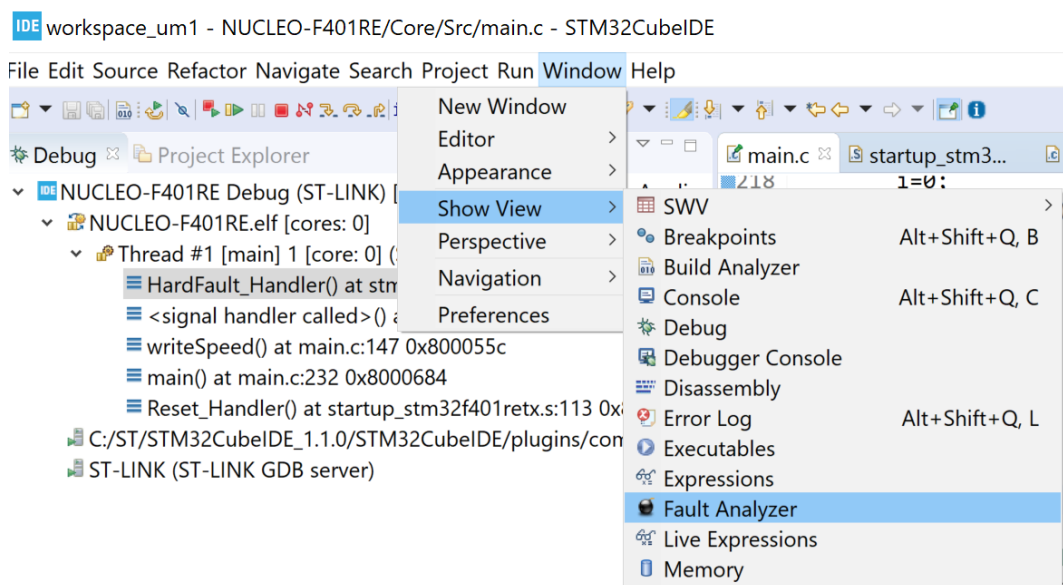 IDE workspace_um1 - NUCLEO-F401RE/Core/Src/main.c - STM32CubeIDE
File Edit Source Refactor Navigate Search Project Run Window Help
New Window
Editor
Appearance
Show View
Perspective
Navigation
Preferences
Debug Project Explorer
main.c startup_stm3...
218 i=0;
IDE NUCLEO-F401RE Debug (ST-LINK) [
NUCLEO-F401RE.elf [cores: 0]
Thread #1 [main] 1 [core: 0] (
HardFault_Handler() at stm
<signal handler called>() a
writeSpeed() at main.c:147 0x800055c
main() at main.c:232 0x8000684
Reset_Handler() at startup_stm32f401retx.s:113 0x
C:/ST/STM32CubeIDE_1.1.0/STM32CubeIDE/plugins/com
ST-LINK (ST-LINK GDB server)
SWV
Breakpoints Alt+Shift+Q, B
Build Analyzer
Console Alt+Shift+Q, C
Debug
Debugger Console
Disassembly
Error Log Alt+Shift+Q, L
Executables
Expressions
Fault Analyzer
Live Expressions
Memory